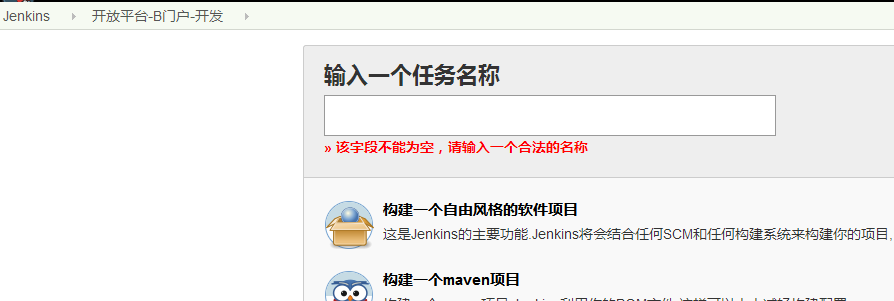 Jenkins 开放平台-B门户-开发
输入一个任务名称
» 该字段不能为空，请输入一个合法的名称
构建一个自由风格的软件项目
这是Jenkins的主要功能.Jenkins将会结合任何SCM和任何构建系统来构建你的项目,
构建一个maven项目